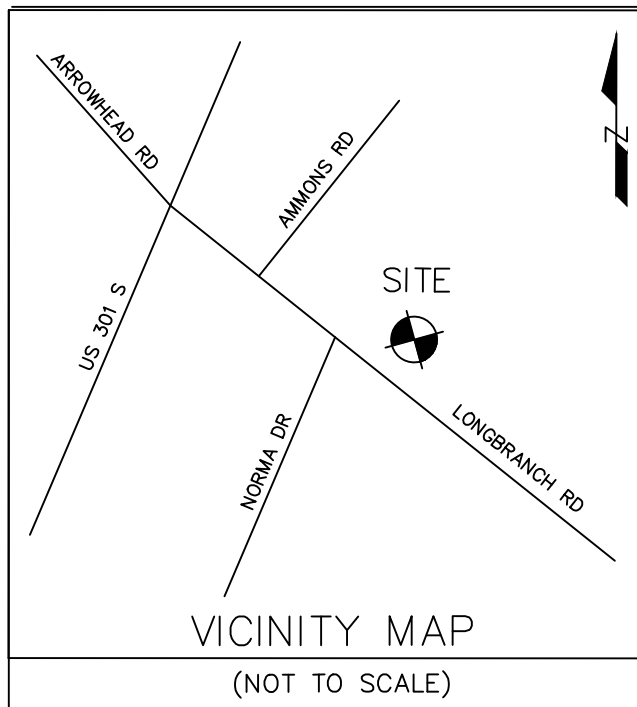 ARROWHEAD RD
AMMONS RD
N
SITE
US 301 S
NORMA DR
LONGBRANCH RD
VICINITY MAP
(NOT TO SCALE)